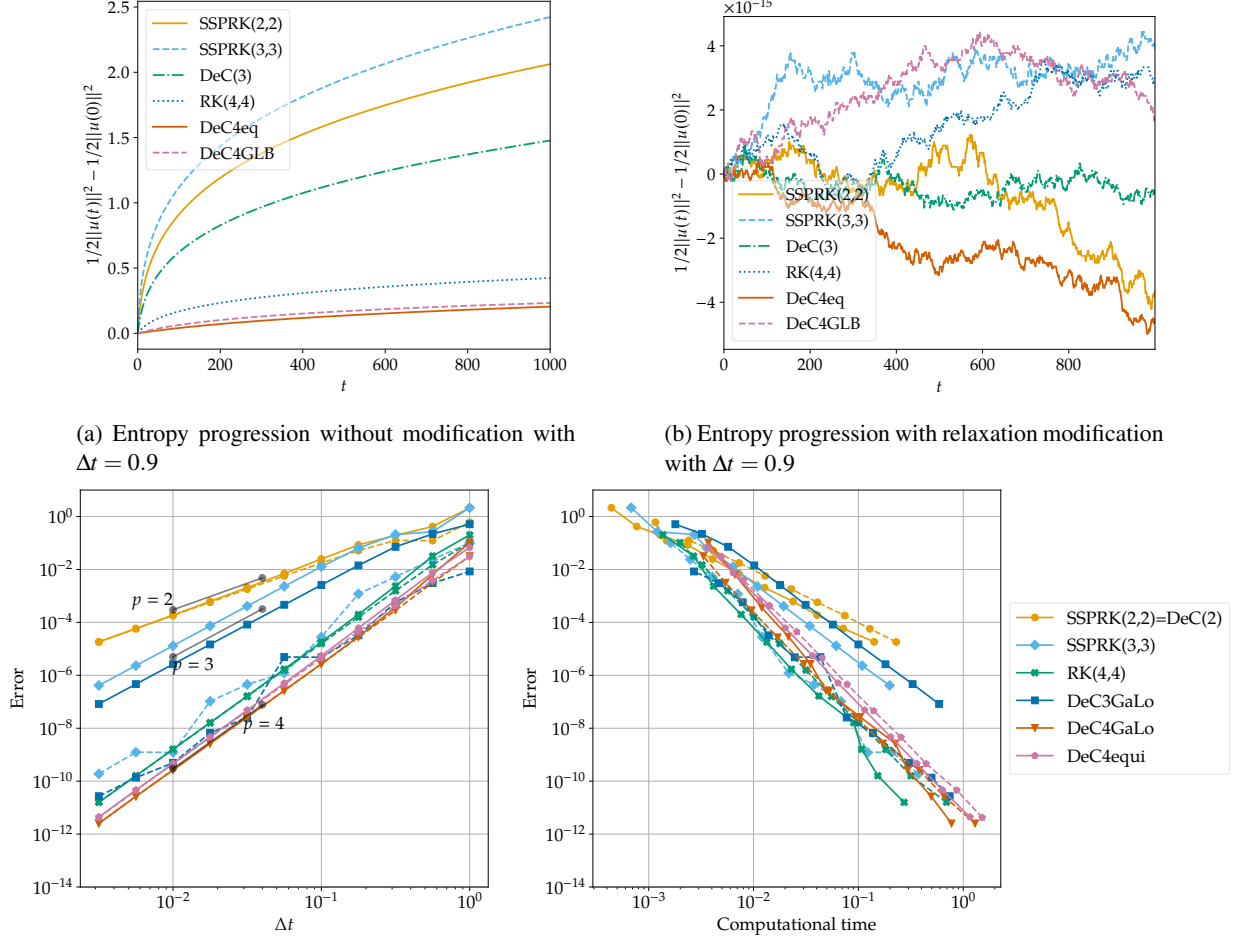 2.5
2.0
1.5
1.0
0.5
0.0
1/2||u(t)||² − 1/2||u(0)||²
SSPRK(2,2)
SSPRK(3,3)
DeC(3)
RK(4,4)
DeC4eq
DeC4GLB
0 200 400 600 800 1000
t
×10⁻¹⁵
4
2
0
−2
−4
1/2||u(t)||² − 1/2||u(0)||²
SSPRK(2,2)
SSPRK(3,3)
DeC(3)
RK(4,4)
DeC4eq
DeC4GLB
0 200 400 600 800
t
(a) Entropy progression without modification with
Δt = 0.9
(b) Entropy progression with relaxation modification
with Δt = 0.9
10⁰
10⁻²
10⁻⁴
10⁻⁶
10⁻⁸
10⁻¹⁰
10⁻¹²
10⁻¹⁴
Error
p = 2
p = 3
p = 4
10⁻² 10⁻¹ 10⁰
Δt
10⁰
10⁻²
10⁻⁴
10⁻⁶
10⁻⁸
10⁻¹⁰
10⁻¹²
10⁻¹⁴
Error
10⁻³ 10⁻² 10⁻¹ 10⁰
Computational time
SSPRK(2,2)=DeC(2)
SSPRK(3,3)
RK(4,4)
DeC3GaLo
DeC4GaLo
DeC4equi